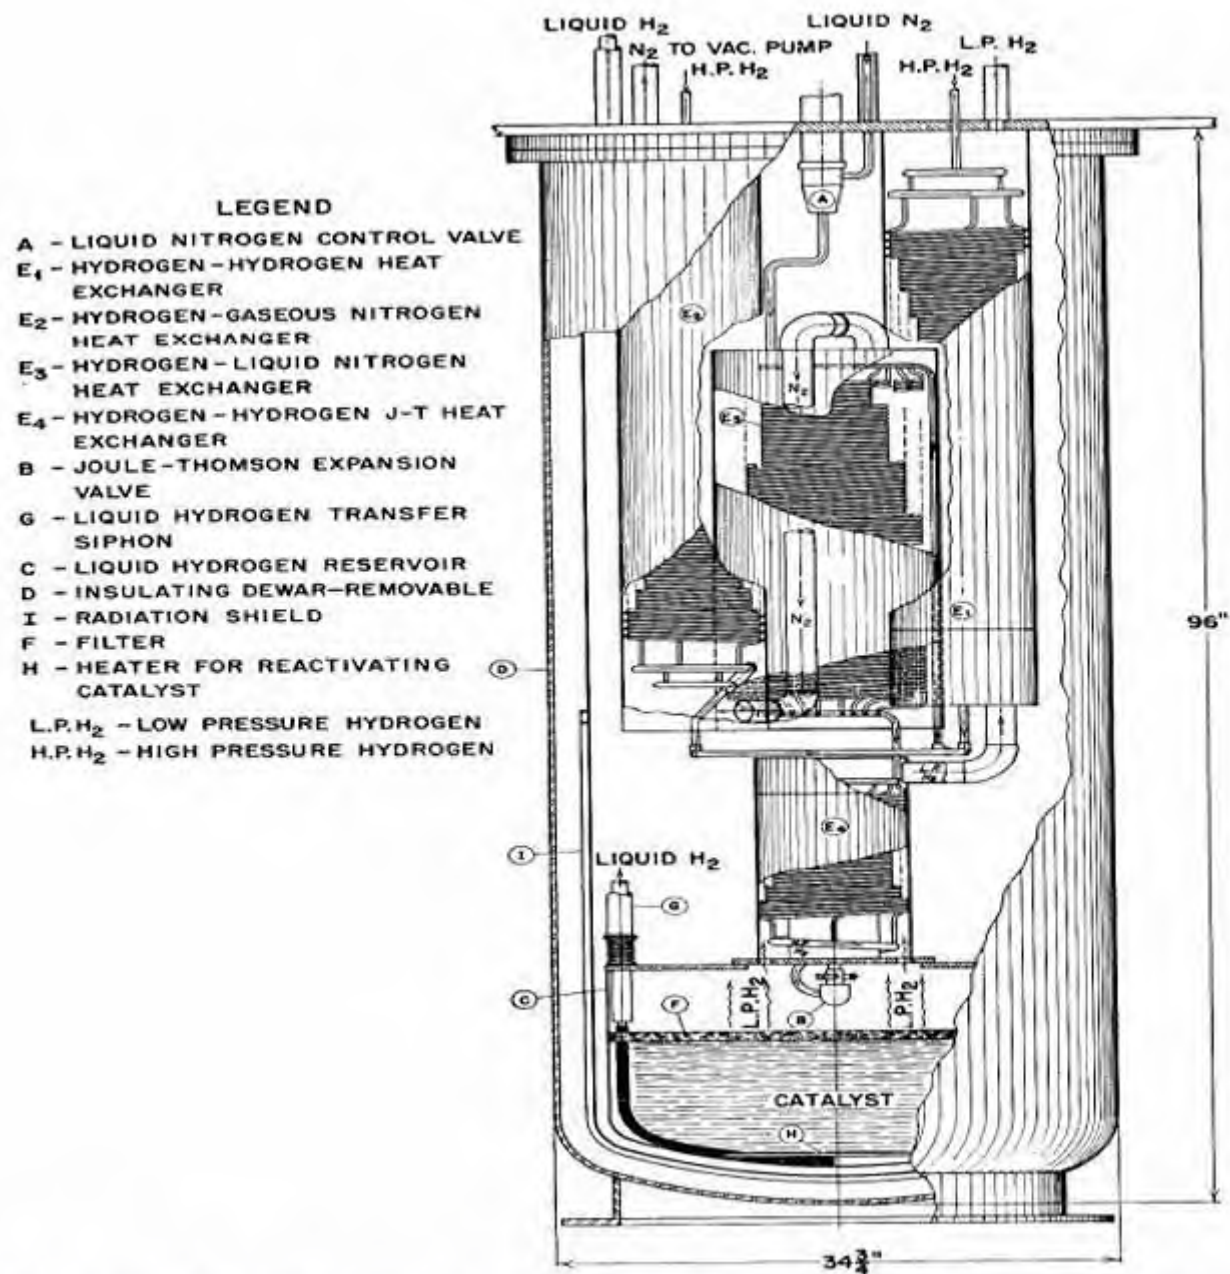 LIQUID H2
N2 TO VAC. PUMP
H.P. H2
LIQUID N2
L.P. H2
H.P. H2
LEGEND
A - LIQUID NITROGEN CONTROL VALVE
E1 - HYDROGEN-HYDROGEN HEAT
EXCHANGER
E2 - HYDROGEN-GASEOUS NITROGEN
HEAT EXCHANGER
E3 - HYDROGEN-LIQUID NITROGEN
HEAT EXCHANGER
E4 - HYDROGEN-HYDROGEN J-T HEAT
EXCHANGER
B - JOULE-THOMSON EXPANSION
VALVE
G - LIQUID HYDROGEN TRANSFER
SIPHON
C - LIQUID HYDROGEN RESERVOIR
D - INSULATING DEWAR-REMOVABLE
I - RADIATION SHIELD
F - FILTER
H - HEATER FOR REACTIVATING
CATALYST
L.P.H2 - LOW PRESSURE HYDROGEN
H.P.H2 - HIGH PRESSURE HYDROGEN
A
N2
E1
N2
96"
D
E4
I
LIQUID H2
G
C
L.P.H2
B
L.P.H2
F
CATALYST
H
34 3/4"